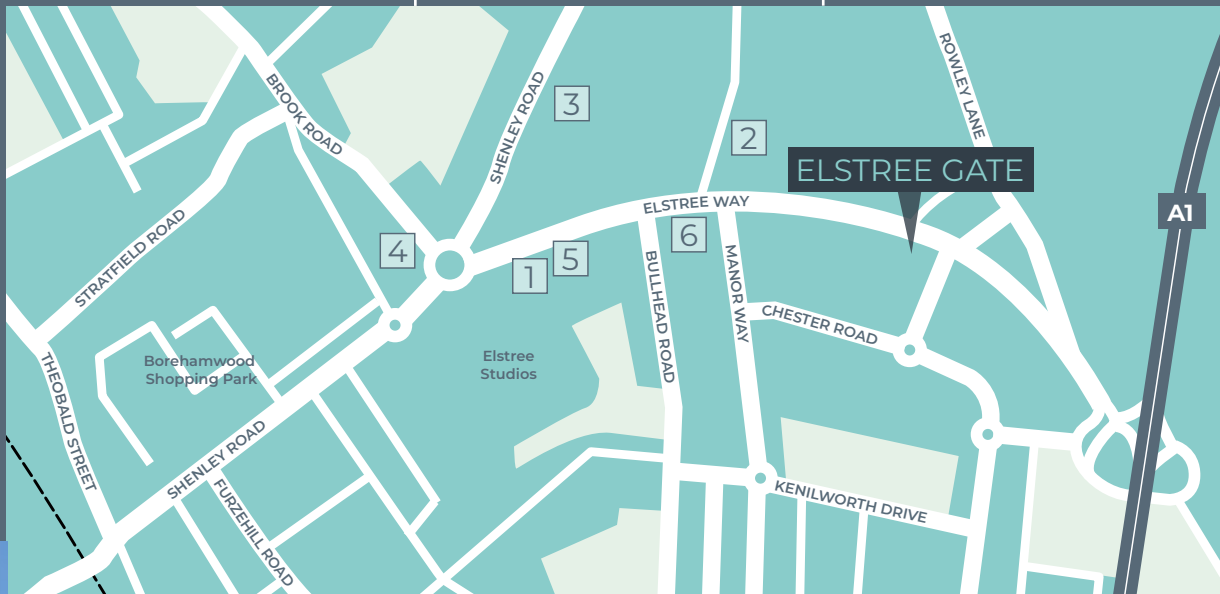 BROOK ROAD
SHENLEY ROAD
3
2
ROWLEY LANE
ELSTREE GATE
A1
ELSTREE WAY
STRATFIELD ROAD
4
1
5
6
BULLHEAD ROAD
MANOR WAY
CHESTER ROAD
Borehamwood
Shopping Park
Elstree
Studios
THEOBALD STREET
SHENLEY ROAD
FURZEHILL ROAD
KENILWORTH DRIVE